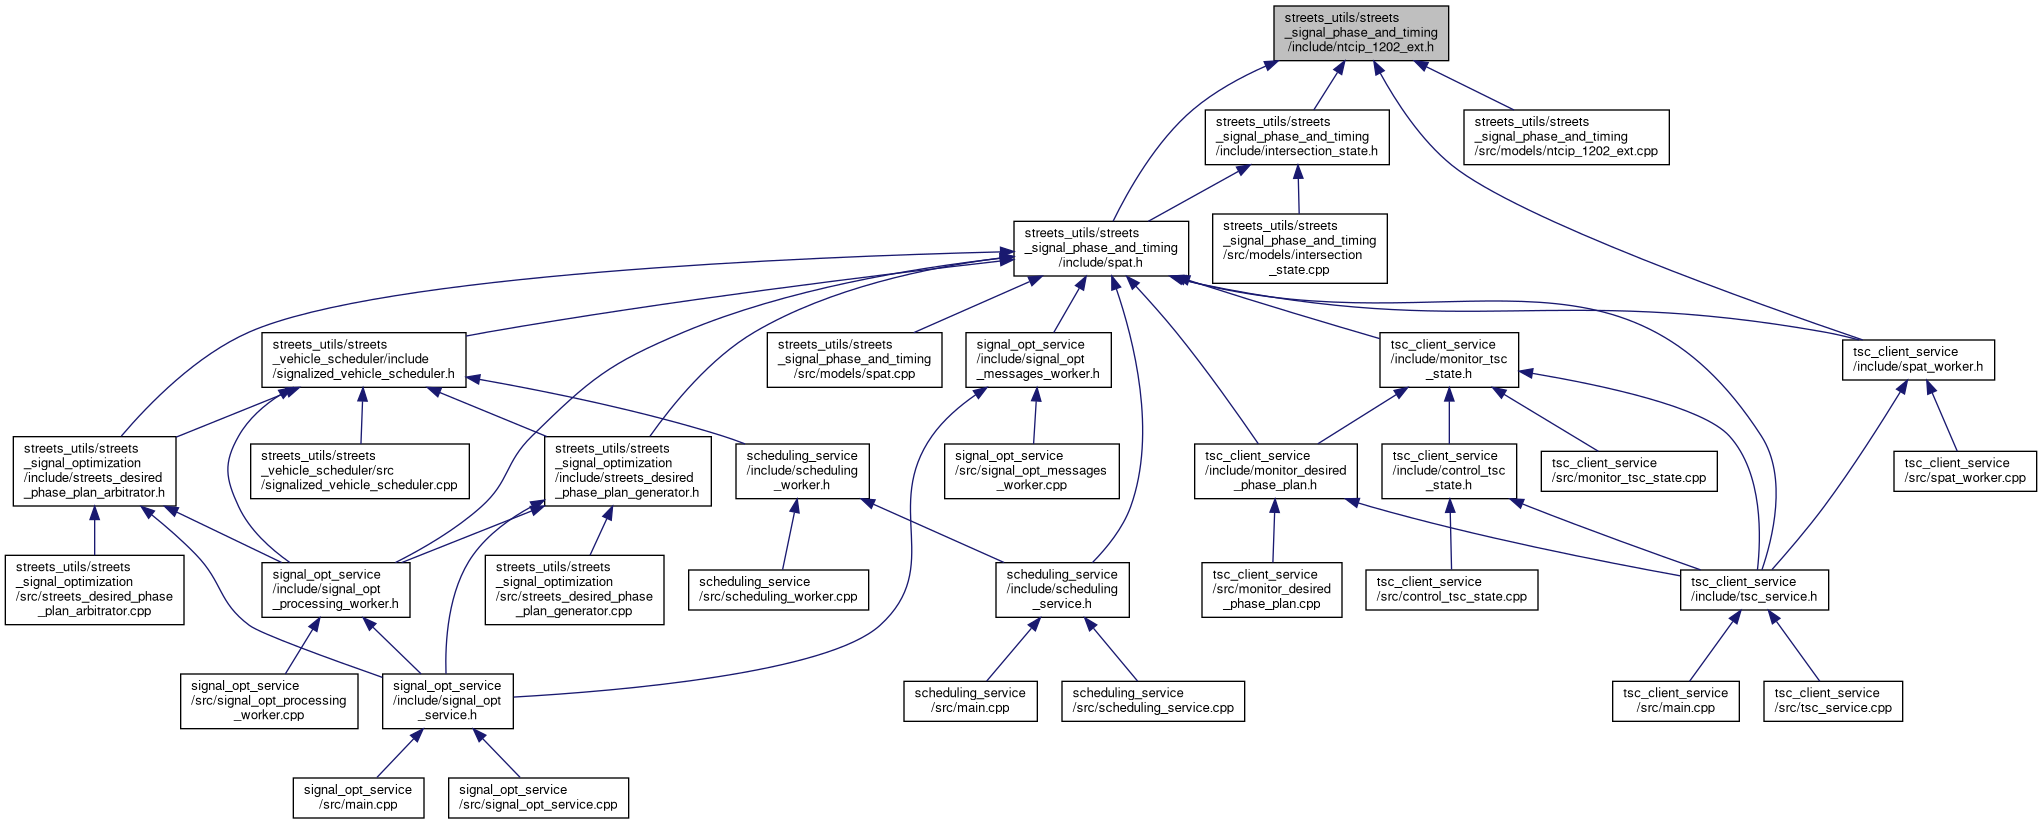 streets_utils/streets
_signal_phase_and_timing
/include/ntcip_1202_ext.h
streets_utils/streets
_signal_phase_and_timing
/include/intersection_state.h
streets_utils/streets
_signal_phase_and_timing
/src/models/ntcip_1202_ext.cpp
streets_utils/streets
_signal_phase_and_timing
/include/spat.h
streets_utils/streets
_signal_phase_and_timing
/src/models/intersection
_state.cpp
streets_utils/streets
_vehicle_scheduler/include
/signalized_vehicle_scheduler.h
streets_utils/streets
_signal_phase_and_timing
/src/models/spat.cpp
signal_opt_service
/include/signal_opt
_messages_worker.h
tsc_client_service
/include/monitor_tsc
_state.h
tsc_client_service
/include/spat_worker.h
streets_utils/streets
_signal_optimization
/include/streets_desired
_phase_plan_arbitrator.h
streets_utils/streets
_vehicle_scheduler/src
/signalized_vehicle_scheduler.cpp
streets_utils/streets
_signal_optimization
/include/streets_desired
_phase_plan_generator.h
scheduling_service
/include/scheduling
_worker.h
signal_opt_service
/src/signal_opt_messages
_worker.cpp
tsc_client_service
/include/monitor_desired
_phase_plan.h
tsc_client_service
/include/control_tsc
_state.h
tsc_client_service
/src/monitor_tsc_state.cpp
tsc_client_service
/src/spat_worker.cpp
streets_utils/streets
_signal_optimization
/src/streets_desired_phase
_plan_arbitrator.cpp
signal_opt_service
/include/signal_opt
_processing_worker.h
streets_utils/streets
_signal_optimization
/src/streets_desired_phase
_plan_generator.cpp
scheduling_service
/src/scheduling_worker.cpp
scheduling_service
/include/scheduling
_service.h
tsc_client_service
/src/monitor_desired
_phase_plan.cpp
tsc_client_service
/src/control_tsc_state.cpp
tsc_client_service
/include/tsc_service.h
signal_opt_service
/src/signal_opt_processing
_worker.cpp
signal_opt_service
/include/signal_opt
_service.h
scheduling_service
/src/main.cpp
scheduling_service
/src/scheduling_service.cpp
tsc_client_service
/src/main.cpp
tsc_client_service
/src/tsc_service.cpp
signal_opt_service
/src/main.cpp
signal_opt_service
/src/signal_opt_service.cpp